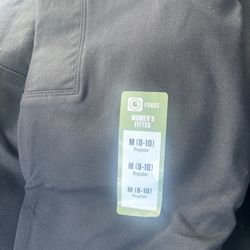 FORCE
WOMEN'S
FITTED
M (8-10)
Regular
M (8-10)
Regular
M (8-10)
Regular